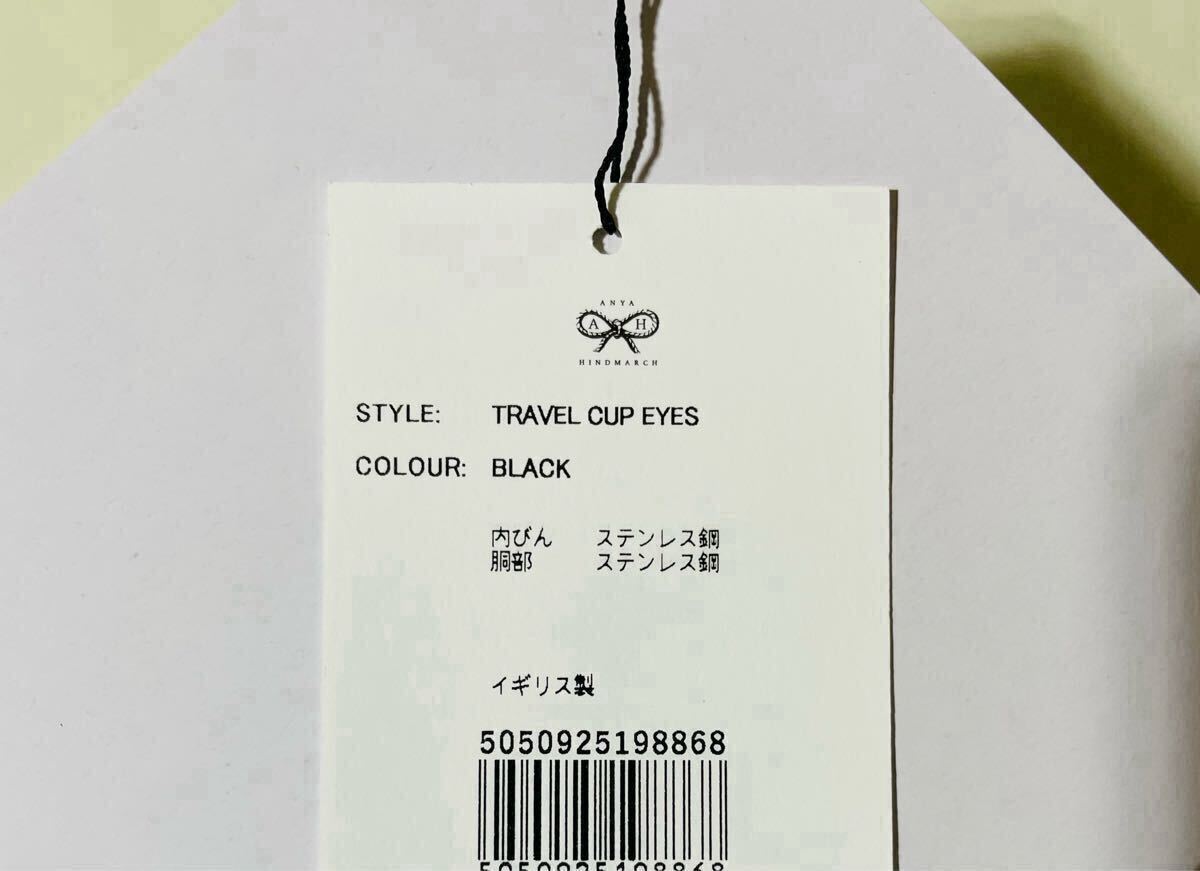 ANYA
A H
HINDMARCH
STYLE: TRAVEL CUP EYES
COLOUR: BLACK
内びん ステンレス鋼
胴部 ステンレス鋼
イギリス製
5050925198868
5050925198868